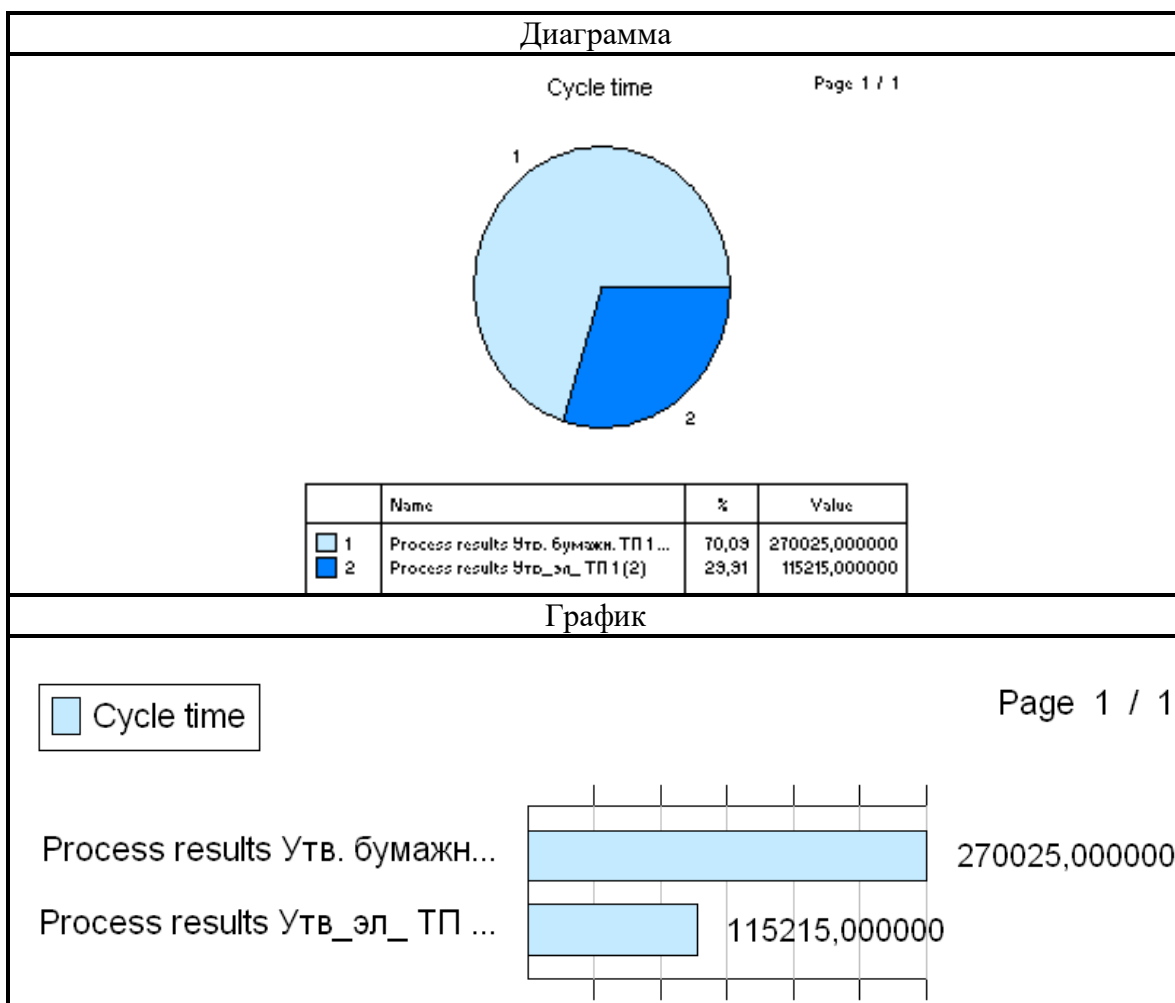 Диаграмма
Cycle time Page 1 / 1
1
2
Name % Value
1 Process results Утв. бумажн. ТП 1... 70,09 270025,000000
2 Process results Утв_эл_ ТП 1 (2) 29,91 115215,000000
График
Cycle time Page 1 / 1
Process results Утв. бумажн... 270025,000000
Process results Утв_эл_ ТП ... 115215,000000